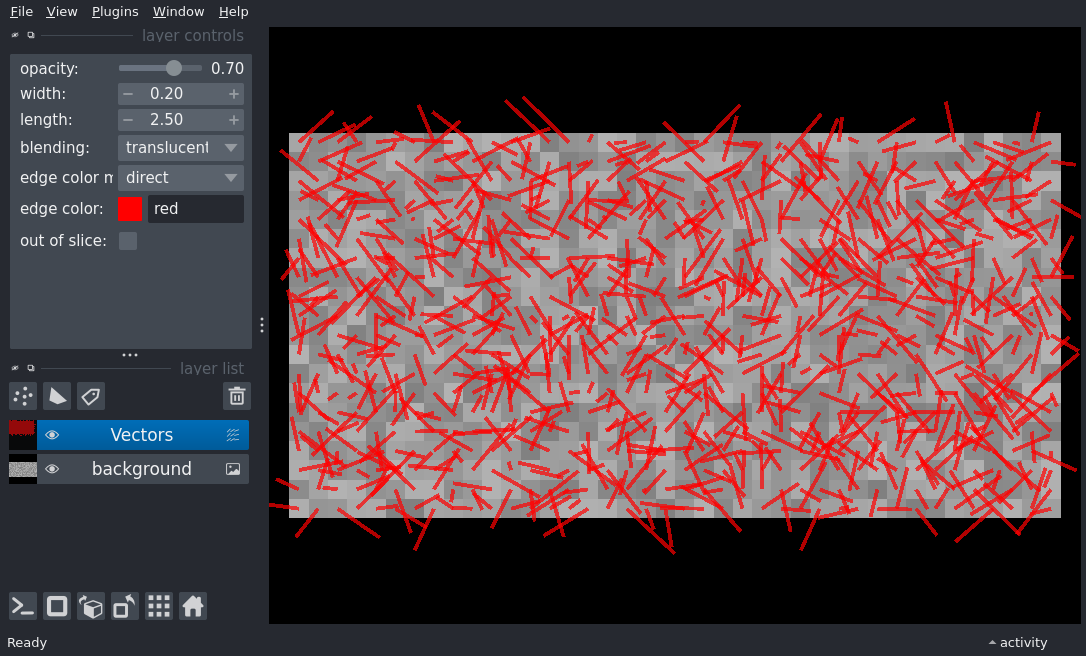 File View Plugins Window Help
layer controls
opacity: 0.70
width: 0.20
length: 2.50
blending: translucent
edge color m direct
edge color: red
out of slice:
layer list
Vectors
background
Ready
activity